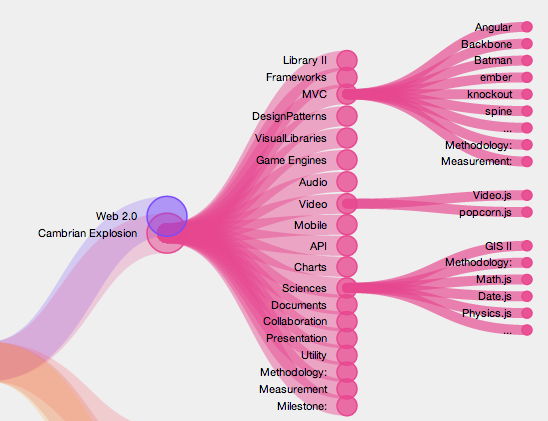 Web 2.0
Cambrian Explosion
Library II
Frameworks
MVC
DesignPatterns
VisualLibraries
Game Engines
Audio
Video
Mobile
API
Charts
Sciences
Documents
Collaboration
Presentation
Utility
Methodology:
Measurement
Milestone:
Angular
Backbone
Batman
ember
knockout
spine
...
Methodology:
Measurement:
Video.js
popcorn.js
GIS II
Methodology:
Math.js
Date.js
Physics.js
...